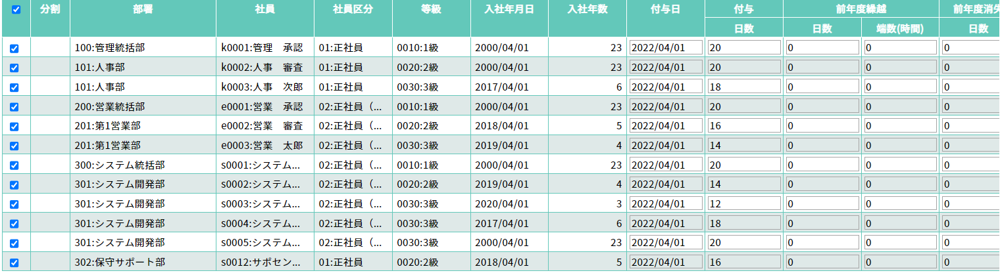 分割 部署 社員 社員区分 等級 入社年月日 入社年数 付与日 付与 前年度繰越 前年度消失
日数 日数 端数(時間) 日数
100:管理統括部 k0001:管理　承認 01:正社員 0010:1級 2000/04/01 23 2022/04/01 20 0 0 0
101:人事部 k0002:人事　審査 01:正社員 0020:2級 2000/04/01 23 2022/04/01 20 0 0 0
101:人事部 k0003:人事　次郎 01:正社員 0030:3級 2017/04/01 6 2022/04/01 18 0 0 0
200:営業統括部 e0001:営業　承認 02:正社員（... 0010:1級 2000/04/01 23 2022/04/01 20 0 0 0
201:第1営業部 e0002:営業　審査 02:正社員（... 0020:2級 2018/04/01 5 2022/04/01 16 0 0 0
201:第1営業部 e0003:営業　太郎 02:正社員（... 0030:3級 2019/04/01 4 2022/04/01 14 0 0 0
300:システム統括部 s0001:システム... 02:正社員（... 0010:1級 2000/04/01 23 2022/04/01 20 0 0 0
301:システム開発部 s0002:システム... 02:正社員（... 0020:2級 2019/04/01 4 2022/04/01 14 0 0 0
301:システム開発部 s0003:システム... 02:正社員（... 0030:3級 2020/04/01 3 2022/04/01 12 0 0 0
301:システム開発部 s0004:システム... 02:正社員（... 0030:3級 2017/04/01 6 2022/04/01 18 0 0 0
301:システム開発部 s0005:システム... 02:正社員（... 0030:3級 2000/04/01 23 2022/04/01 20 0 0 0
302:保守サポート部 s0012:サポセン... 01:正社員 0020:2級 2018/04/01 5 2022/04/01 16 0 0 0